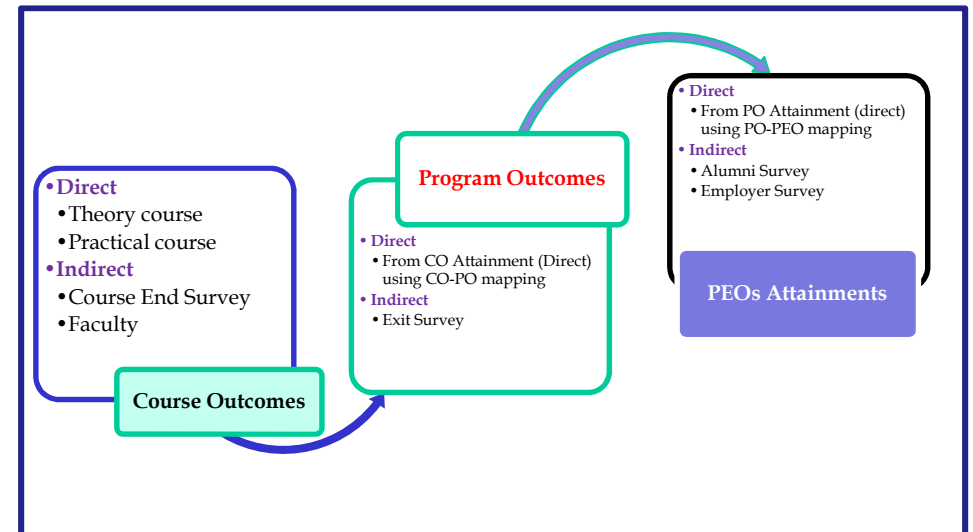 •Direct
•Theory course
•Practical course
•Indirect
•Course End Survey
•Faculty
Course Outcomes
Program Outcomes
• Direct
• From CO Attainment (Direct)
using CO-PO mapping
• Indirect
• Exit Survey
• Direct
• From PO Attainment (direct)
using PO-PEO mapping
• Indirect
• Alumni Survey
• Employer Survey
PEOs Attainments